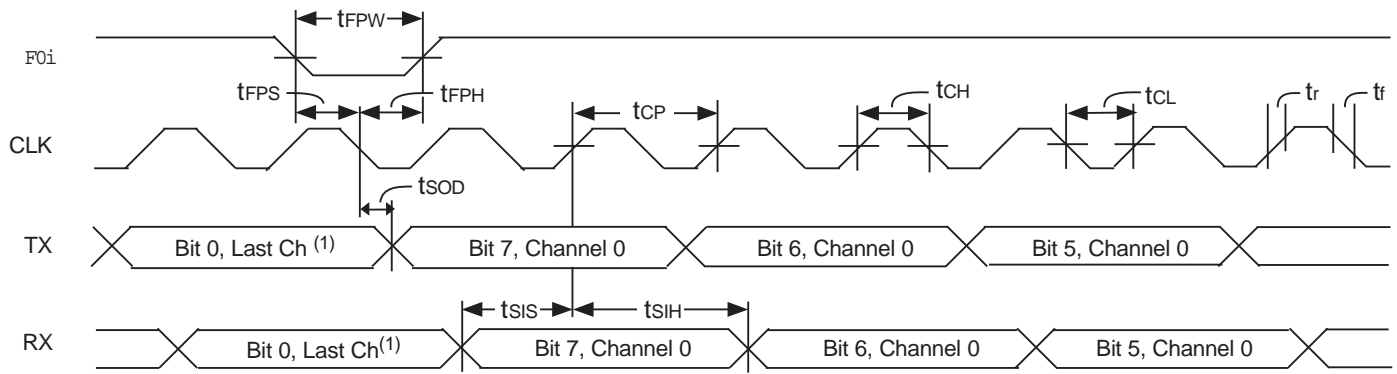 tFPW
F0i
tFPS
tFPH
tCP
tCH
tCL
tr
tf
CLK
tSOD
TX
Bit 0, Last Ch (1)
Bit 7, Channel 0
Bit 6, Channel 0
Bit 5, Channel 0
tSIS
tSIH
RX
Bit 0, Last Ch(1)
Bit 7, Channel 0
Bit 6, Channel 0
Bit 5, Channel 0